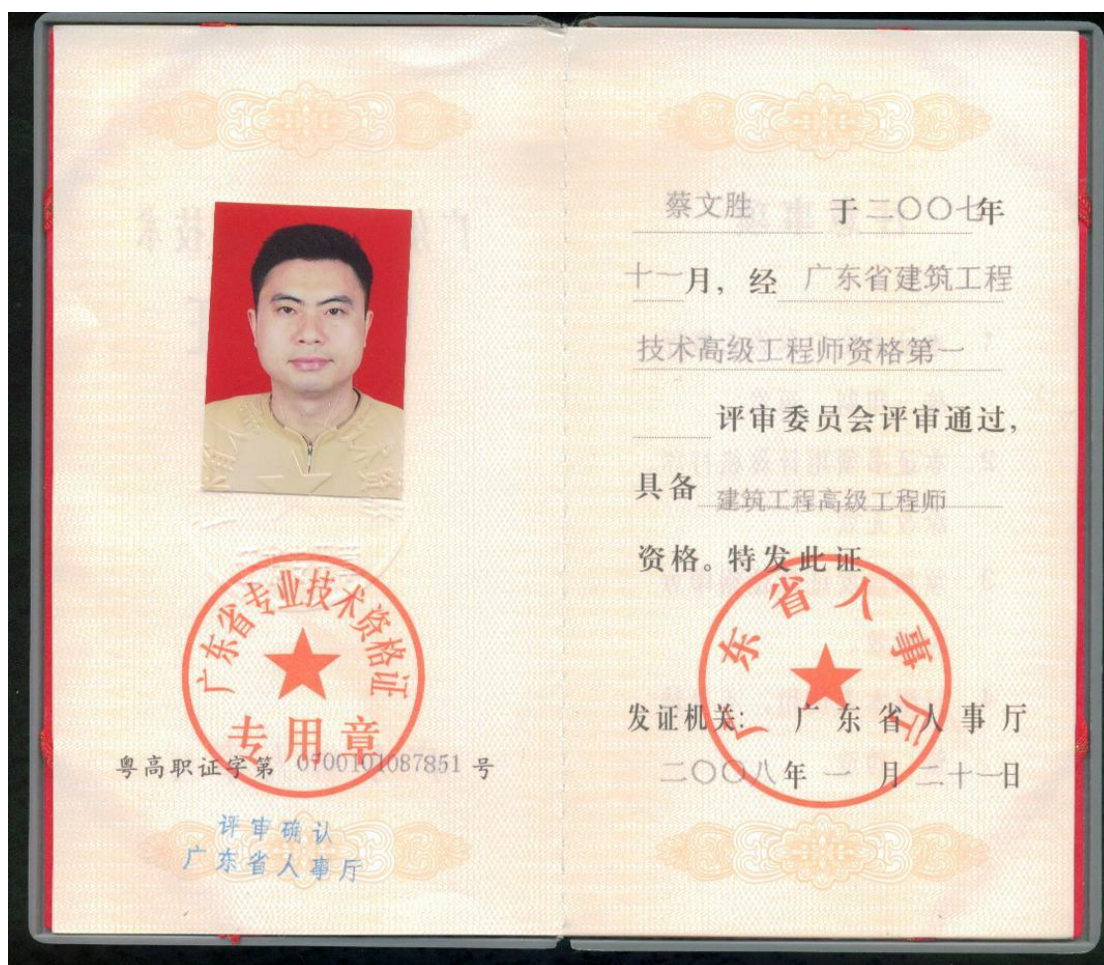 广东省专业技术资格证
专用章
粤高职证字第 0700101087851 号
评审确认
广东省人事厅
蔡文胜 于二〇〇七年
十一月，经 广东省建筑工程
技术高级工程师资格第一
评审委员会评审通过，
具备 建筑工程高级工程师
资格。特发此证
广东省人事厅
发证机关： 广东省人事厅
二〇〇八年一月二十一日